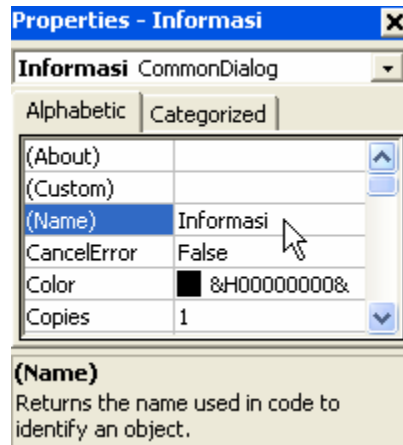 Properties - Informasi
Informasi CommonDialog
Alphabetic Categorized
(About)
(Custom)
(Name) Informasi
CancelError False
Color &H00000000&
Copies 1
(Name)
Returns the name used in code to
identify an object.